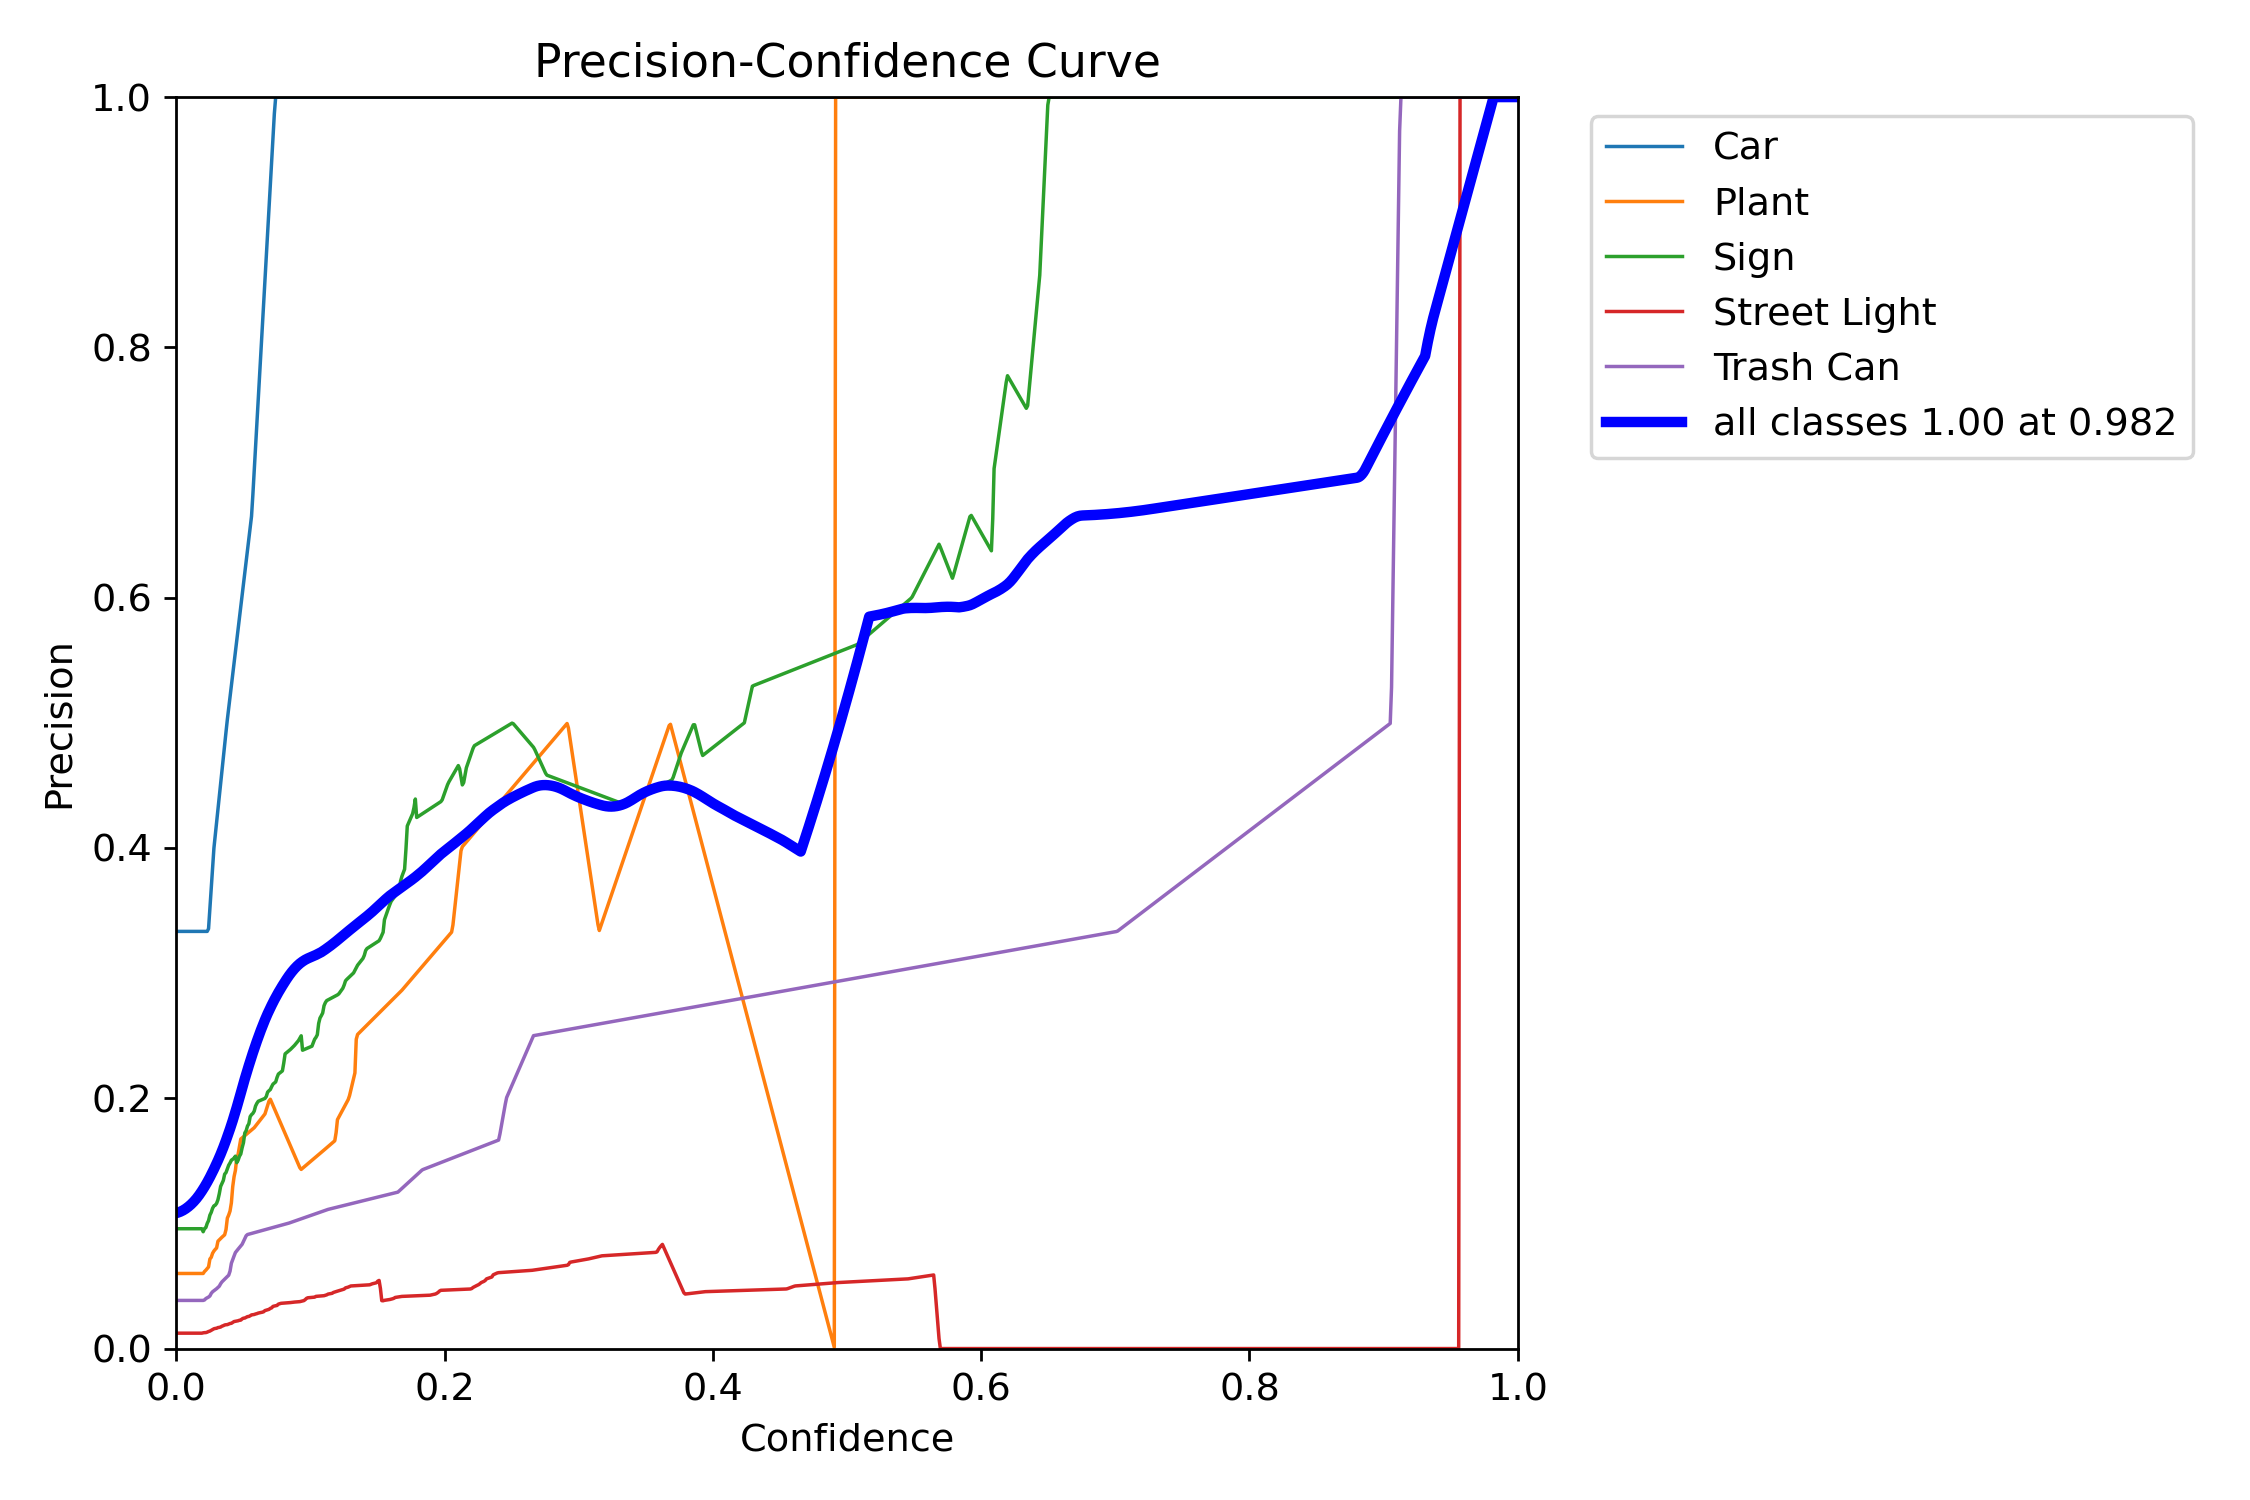 Precision-Confidence Curve
1.0
0.8
0.6
0.4
0.2
0.0
Precision
0.0 0.2 0.4 0.6 0.8 1.0
Confidence
Car
Plant
Sign
Street Light
Trash Can
all classes 1.00 at 0.982